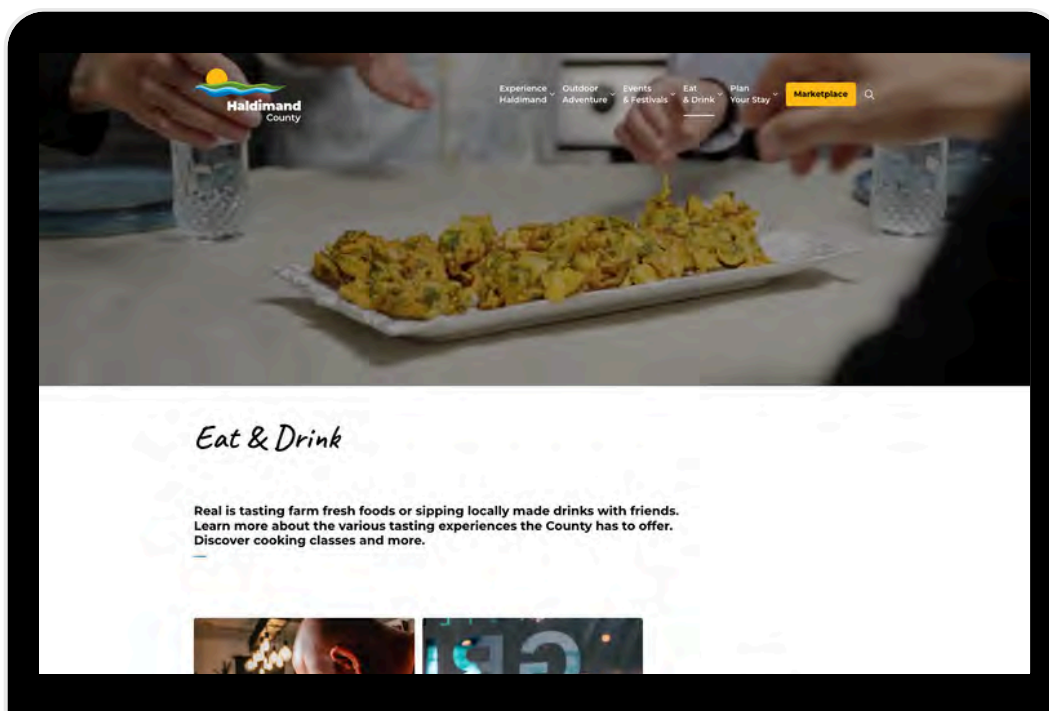 Haldimand
County
Experience
Haldimand
Outdoor
Adventure
Events
& Festivals
Eat
& Drink
Plan
Your Stay
Marketplace
Eat & Drink
Real is tasting farm fresh foods or sipping locally made drinks with friends.
Learn more about the various tasting experiences the County has to offer.
Discover cooking classes and more.